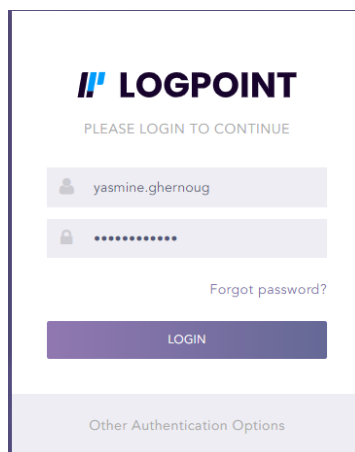 LOGPOINT
PLEASE LOGIN TO CONTINUE
yasmine.ghernoug
••••••••••••
Forgot password?
LOGIN
Other Authentication Options